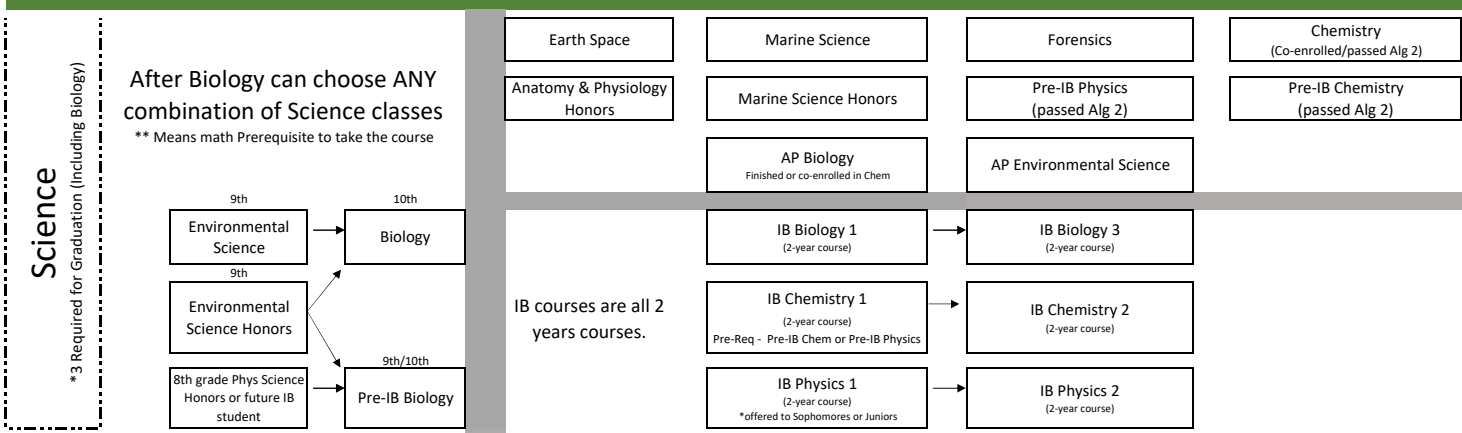 Science
*3 Required for Graduation (Including Biology)
After Biology can choose ANY
combination of Science classes
** Means math Prerequisite to take the course
9th
Environmental
Science
10th
Biology
9th
Environmental
Science Honors
8th grade Phys Science
Honors or future IB
student
9th/10th
Pre-IB Biology
Earth Space
Marine Science
Forensics
Chemistry
(Co-enrolled/passed Alg 2)
Anatomy & Physiology
Honors
Marine Science Honors
Pre-IB Physics
(passed Alg 2)
Pre-IB Chemistry
(passed Alg 2)
AP Biology
Finished or co-enrolled in Chem
AP Environmental Science
IB courses are all 2
years courses.
IB Biology 1
(2-year course)
IB Biology 3
(2-year course)
IB Chemistry 1
(2-year course)
Pre-Req - Pre-IB Chem or Pre-IB Physics
IB Chemistry 2
(2-year course)
IB Physics 1
(2-year course)
*offered to Sophomores or Juniors
IB Physics 2
(2-year course)